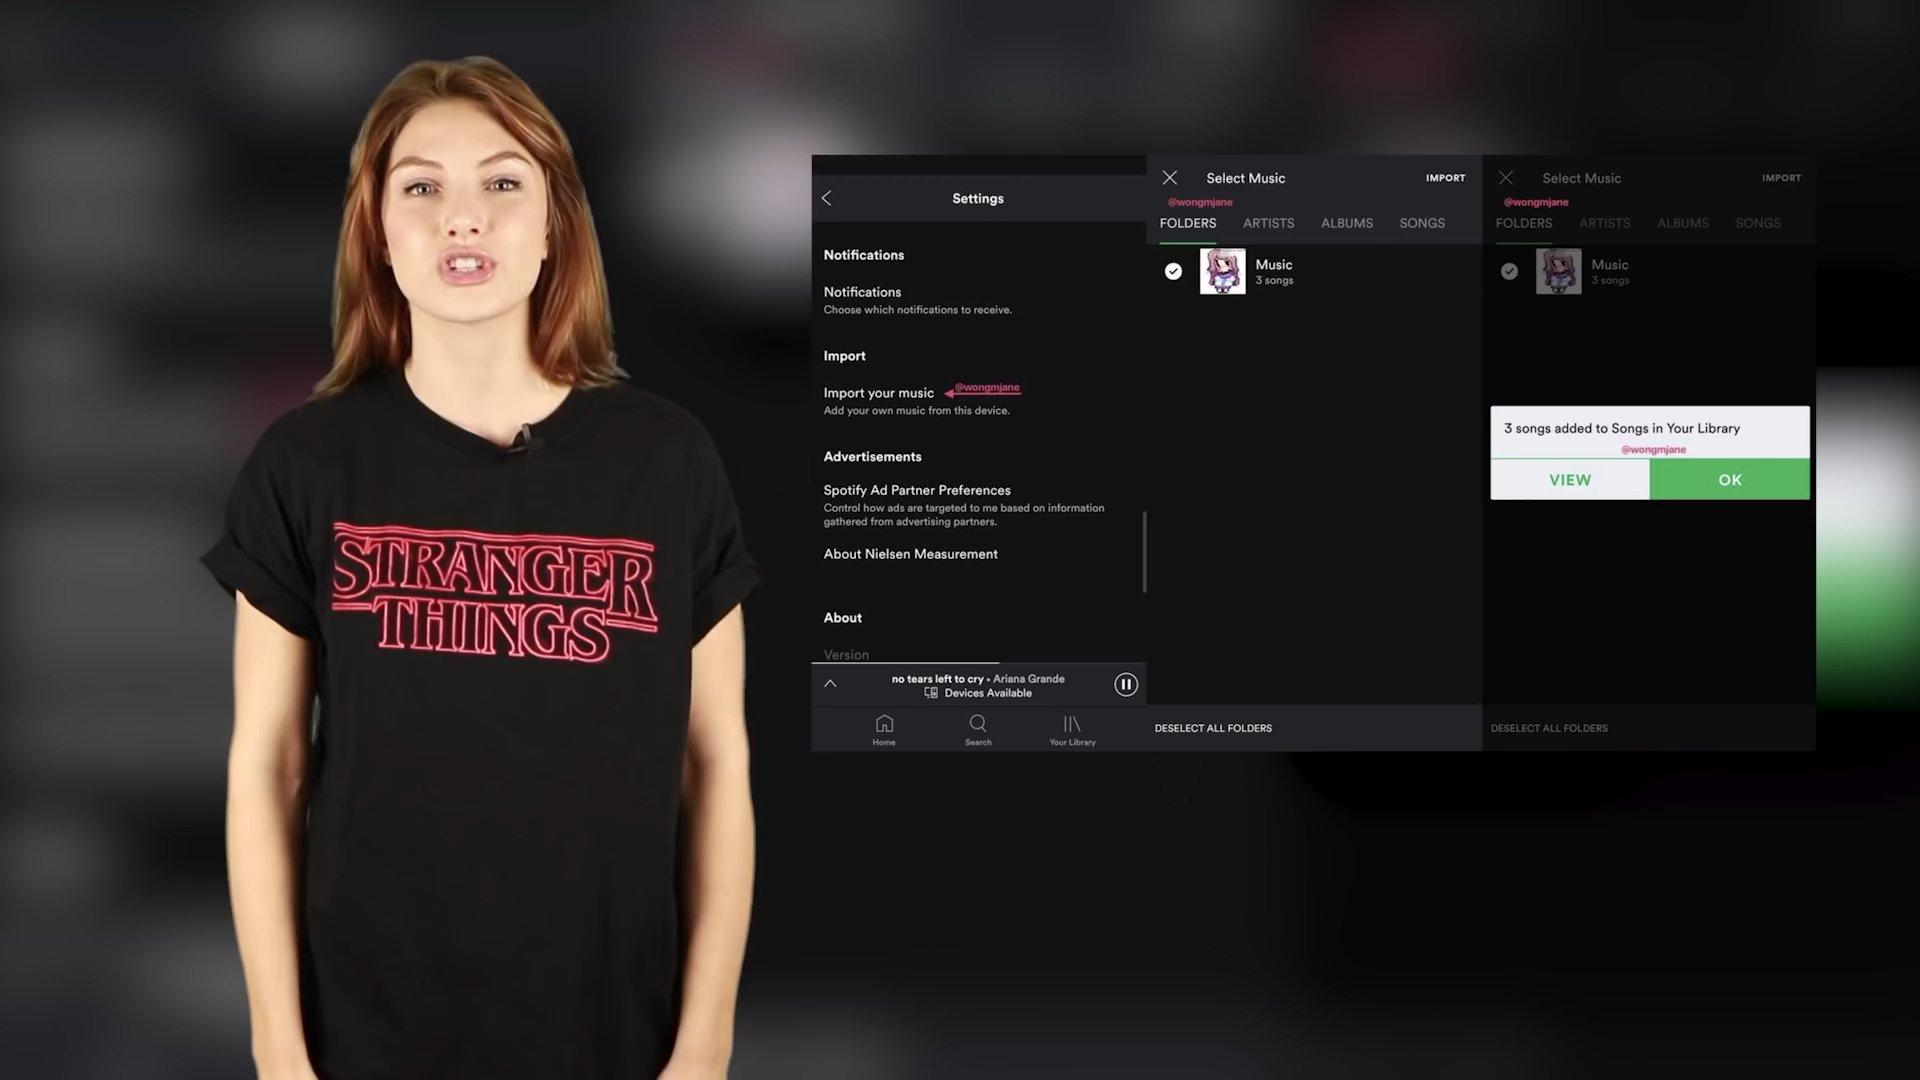 STRANGER
THINGS
Settings
Notifications
Notifications
Choose which notifications to receive.
Import
Import your music
@wongmjane
Add your own music from this device.
Advertisements
Spotify Ad Partner Preferences
Control how ads are targeted to me based on information
gathered from advertising partners.
About Nielsen Measurement
About
Version
no tears left to cry • Ariana Grande
Devices Available
Home
Search
Your Library
Select Music
IMPORT
@wongmjane
FOLDERS
ARTISTS
ALBUMS
SONGS
Music
3 songs
DESELECT ALL FOLDERS
Select Music
IMPORT
@wongmjane
FOLDERS
ARTISTS
ALBUMS
SONGS
Music
3 songs
3 songs added to Songs in Your Library
@wongmjane
VIEW
OK
DESELECT ALL FOLDERS